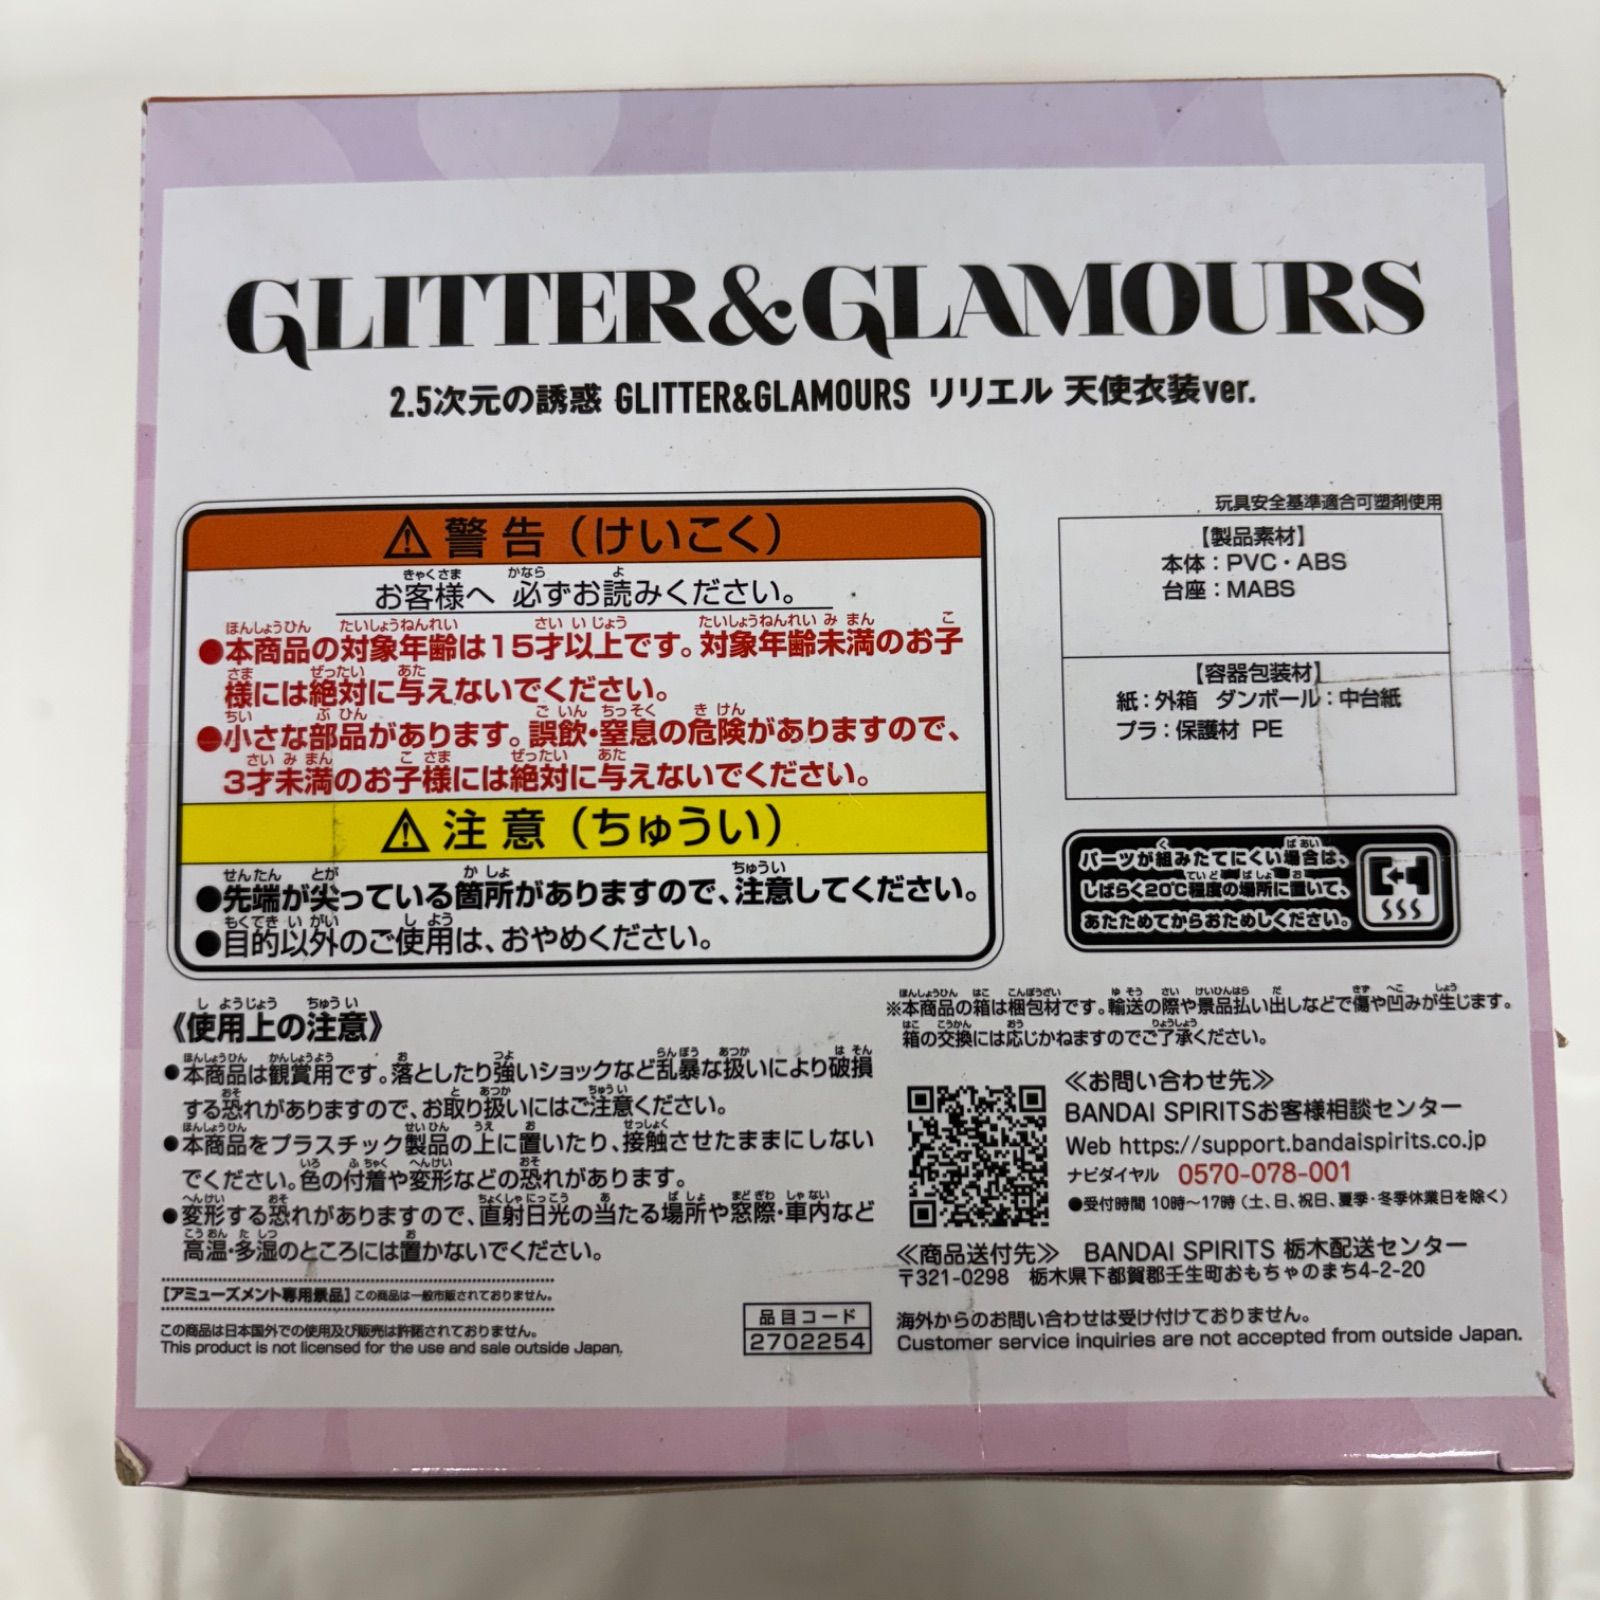 GLITTER&GLAMOURS
2.5次元の誘惑 GLITTER&GLAMOURS リリエル 天使衣装ver.
⚠警告（けいこく）
お客様へ 必ずお読みください。
●本商品の対象年齢は15才以上です。対象年齢未満のお子
様には絶対に与えないでください。
●小さな部品があります。誤飲・窒息の危険がありますので、
3才未満のお子様には絶対に与えないでください。
⚠注意（ちゅうい）
●先端が尖っている箇所がありますので、注意してください。
●目的以外のご使用は、おやめください。
玩具安全基準適合可塑剤使用
【製品素材】
本体：PVC・ABS
台座：MABS
【容器包装材】
紙：外箱 ダンボール：中台紙
プラ：保護材 PE
パーツが組みたてにくい場合は、
しばらく20℃程度の場所に置いて、
あたためてからおためしください。
《使用上の注意》
●本商品は観賞用です。落としたり強いショックなど乱暴な扱いにより破損
する恐れがありますので、お取り扱いにはご注意ください。
●本商品をプラスチック製品の上に置いたり、接触させたままにしない
でください。色の付着や変形などの恐れがあります。
●変形する恐れがありますので、直射日光の当たる場所や窓際・車内など
高温・多湿のところには置かないでください。
【アミューズメント専用景品】この商品は一般市販されておりません。
この商品は日本国外での使用及び販売は許諾されておりません。
This product is not licensed for the use and sale outside Japan.
品目コード
2702254
※本商品の箱は梱包材です。輸送の際や景品払い出しなどで傷や凹みが生じます。
箱の交換には応じかねますのでご了承ください。
≪お問い合わせ先≫
BANDAI SPIRITSお客様相談センター
Web https://support.bandaispirits.co.jp
ナビダイヤル 0570-078-001
●受付時間 10時～17時（土、日、祝日、夏季・冬季休業日を除く）
≪商品送付先≫ BANDAI SPIRITS 栃木配送センター
〒321-0298 栃木県下都賀郡壬生町おもちゃのまち4-2-20
海外からのお問い合わせは受け付けておりません。
Customer service inquiries are not accepted from outside Japan.